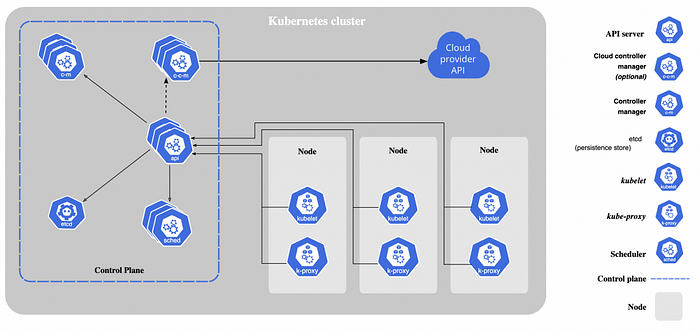 Kubernetes cluster
c-m
c-c-m
Cloud
provider
API
api
etcd
sched
Control Plane
Node
kubelet
k-proxy
Node
kubelet
k-proxy
Node
kubelet
k-proxy
API server
api
Cloud controller
manager
(optional)
c-c-m
Controller
manager
c-m
etcd
(persistence store)
etcd
kubelet
kubelet
kube-proxy
k-proxy
Scheduler
sched
Control plane
Node